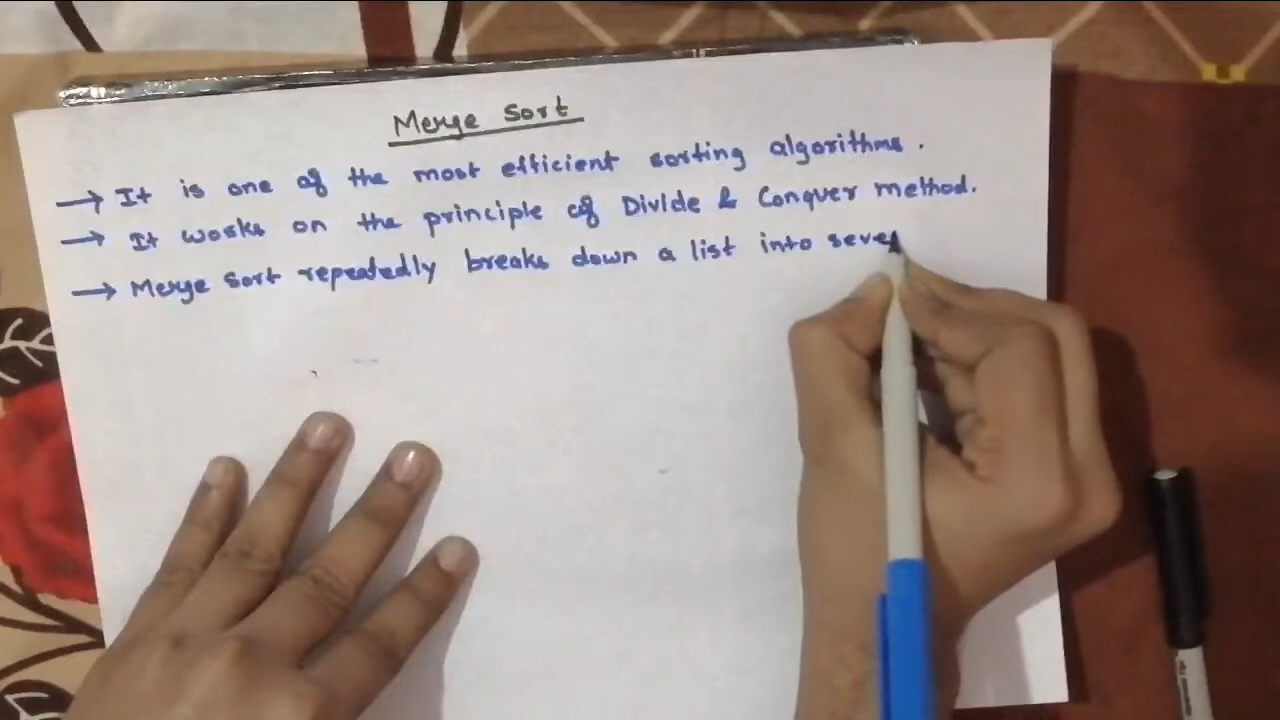 Merge Sort
→ It is one of the most efficient sorting algorithms.
→ It works on the principle of Divide & Conquer method.
→ Merge Sort repeatedly breaks down a list into seve